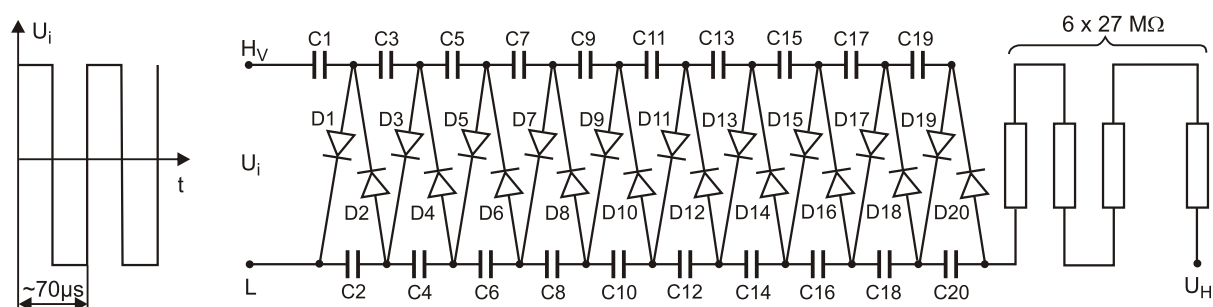 U_i
t
~70µs
H_V
U_i
L
C1 C3 C5 C7 C9 C11 C13 C15 C17 C19
D1 D3 D5 D7 D9 D11 D13 D15 D17 D19
D2 D4 D6 D8 D10 D12 D14 D16 D18 D20
C2 C4 C6 C8 C10 C12 C14 C16 C18 C20
6 x 27 MΩ
U_H